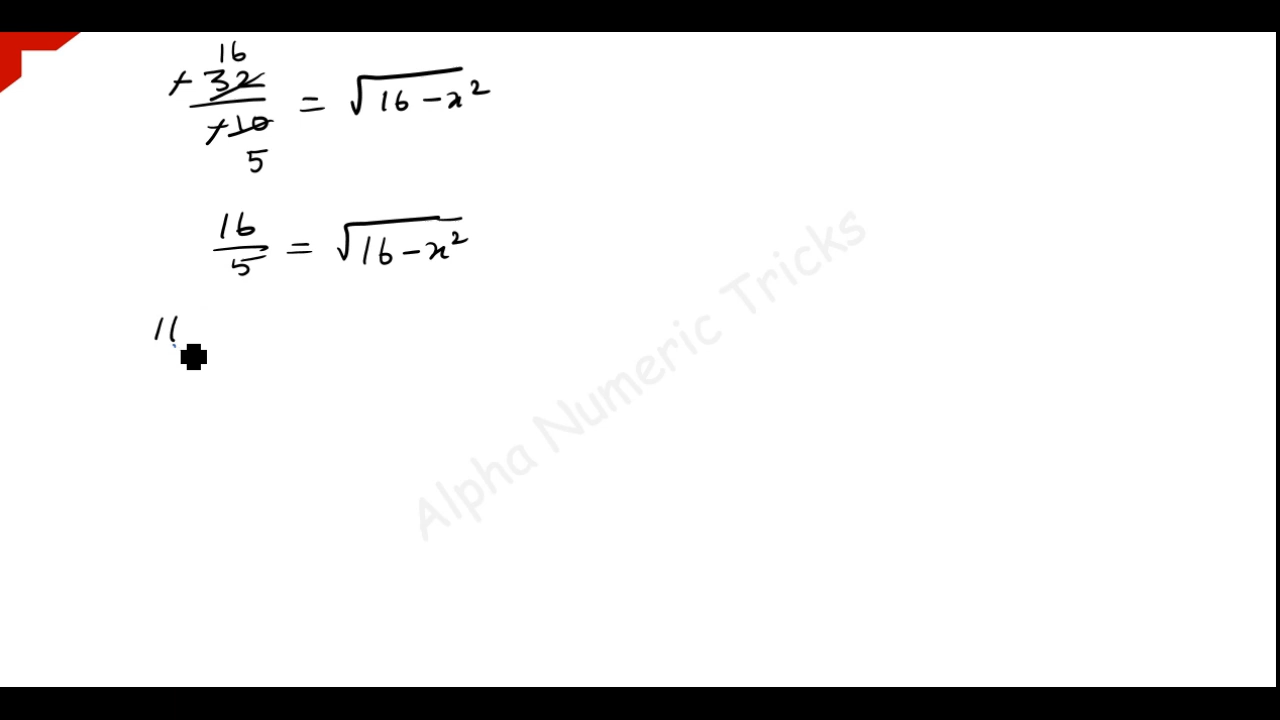 16
-32
--- = √16 - x²
-10
5
16
--- = √16 - x²
5
Alpha Numeric Tricks